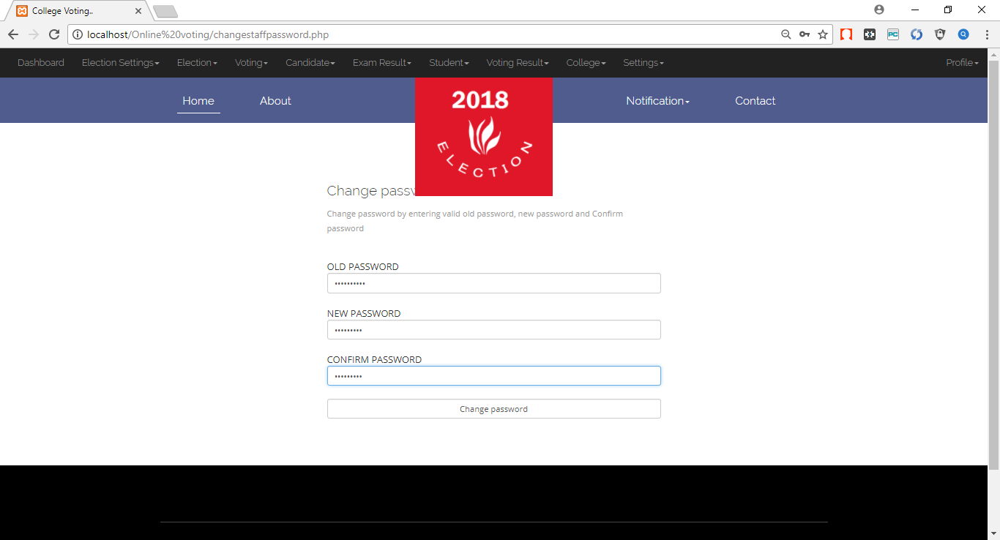 College Voting..
localhost/Online%20voting/changestaffpassword.php
PC
Dashboard Election Settings Election Voting Candidate Exam Result Student Voting Result College Settings Profile
Home About Notification Contact
2018
ELECTION
Change passw
Change password by entering valid old password, new password and Confirm
password
OLD PASSWORD
••••••••••
NEW PASSWORD
•••••••••
CONFIRM PASSWORD
•••••••••
Change password